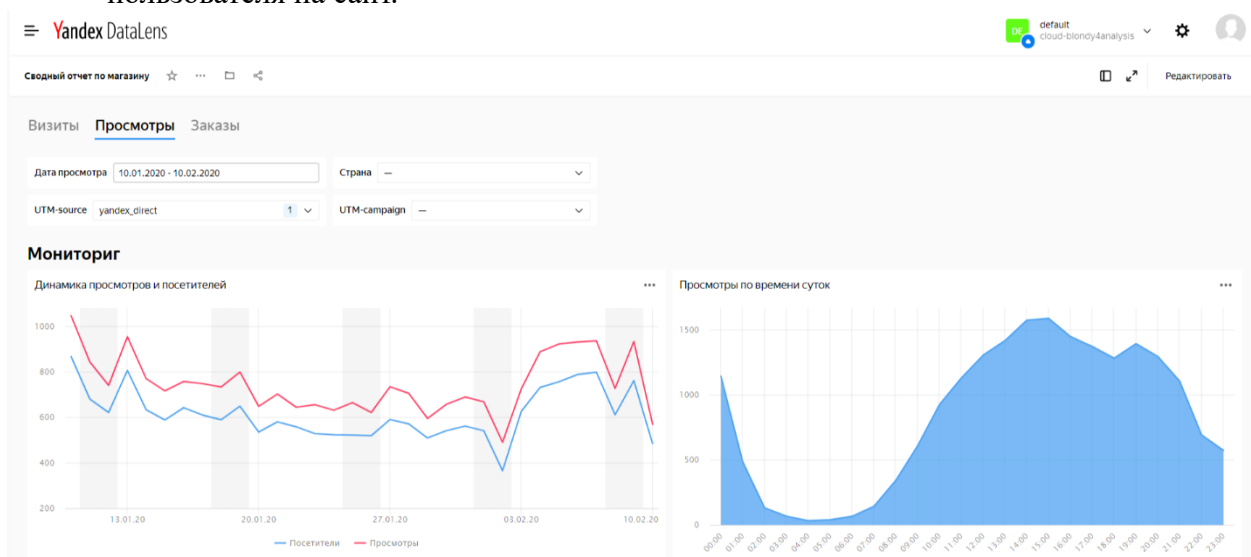 пользователя на сайт.
Yandex DataLens
DE
default
cloud-blondy4analysis
Сводный отчет по магазину
Редактировать
Визиты Просмотры Заказы
Дата просмотра 10.01.2020 - 10.02.2020
Страна —
UTM-source yandex_direct 1
UTM-campaign —
Мониториг
Динамика просмотров и посетителей
1000
800
600
400
200
13.01.20 20.01.20 27.01.20 03.02.20 10.02.20
Посетители Просмотры
Просмотры по времени суток
1500
1000
500
0
00:00 01:00 02:00 03:00 04:00 05:00 06:00 07:00 08:00 09:00 10:00 11:00 12:00 13:00 14:00 15:00 16:00 17:00 18:00 19:00 20:00 21:00 22:00 23:00